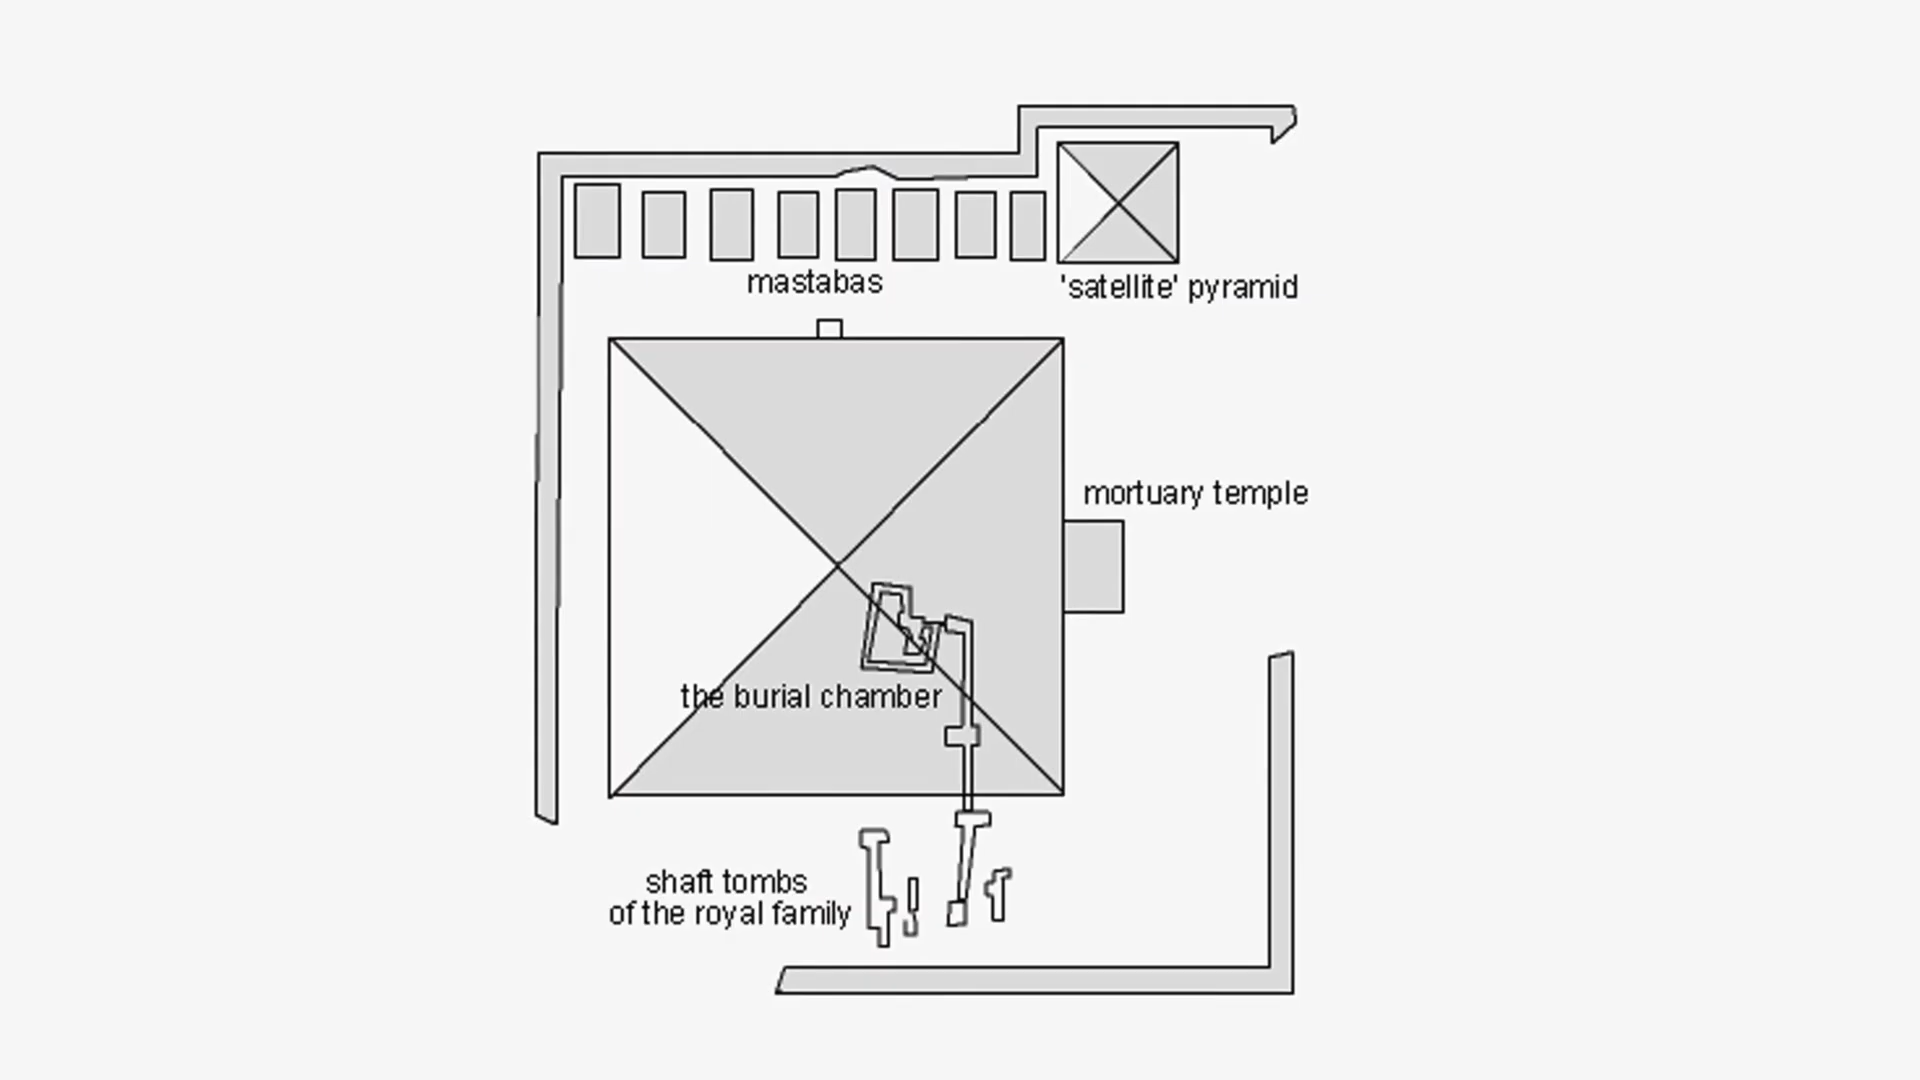 mastabas
'satellite' pyramid
mortuary temple
the burial chamber
shaft tombs
of the royal family